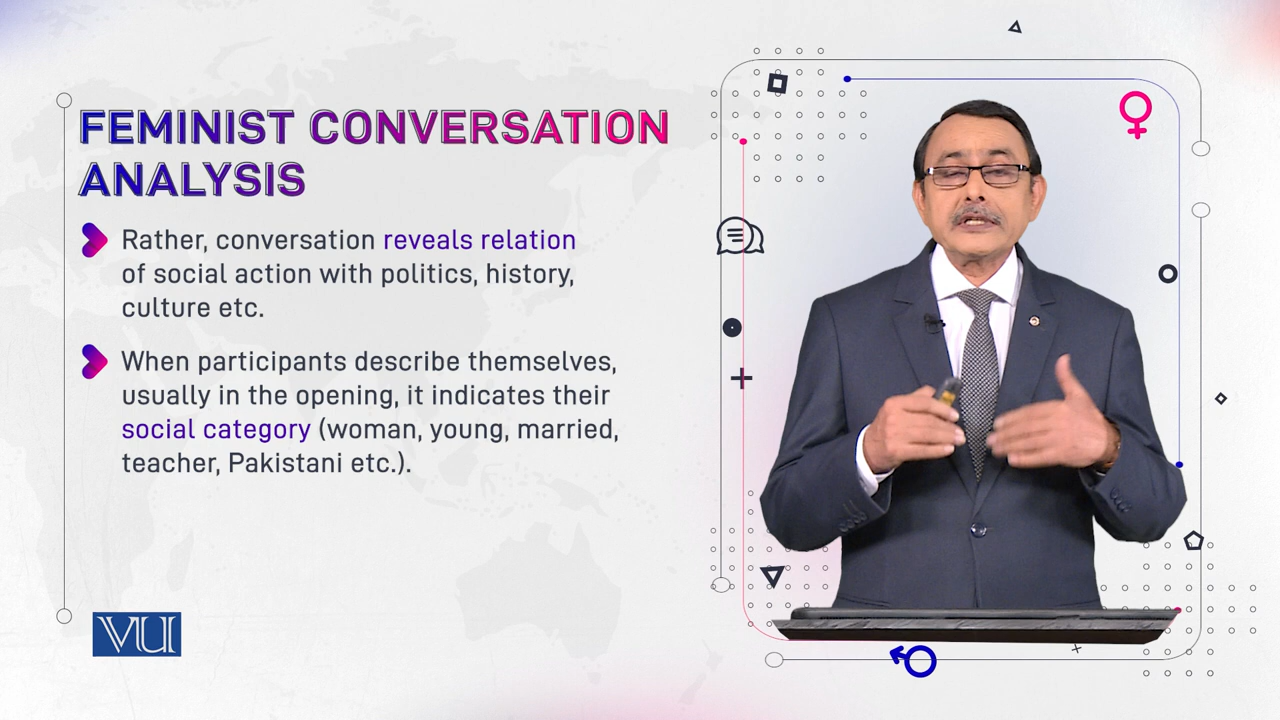 FEMINIST CONVERSATION
ANALYSIS
Rather, conversation reveals relation
of social action with politics, history,
culture etc.
When participants describe themselves,
usually in the opening, it indicates their
social category (woman, young, married,
teacher, Pakistani etc.).
VU